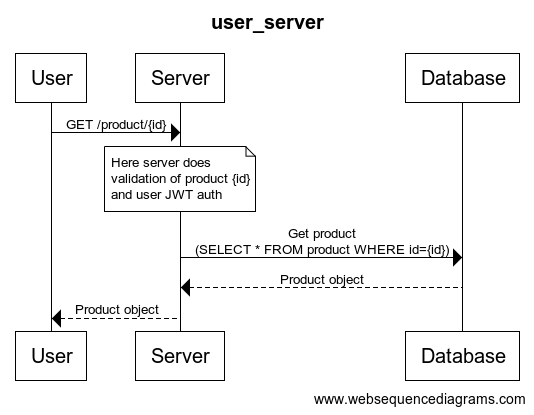 user_server
User
Server
Database
GET /product/{id}
Here server does
validation of product {id}
and user JWT auth
Get product
(SELECT * FROM product WHERE id={id})
Product object
Product object
User
Server
Database
www.websequencediagrams.com